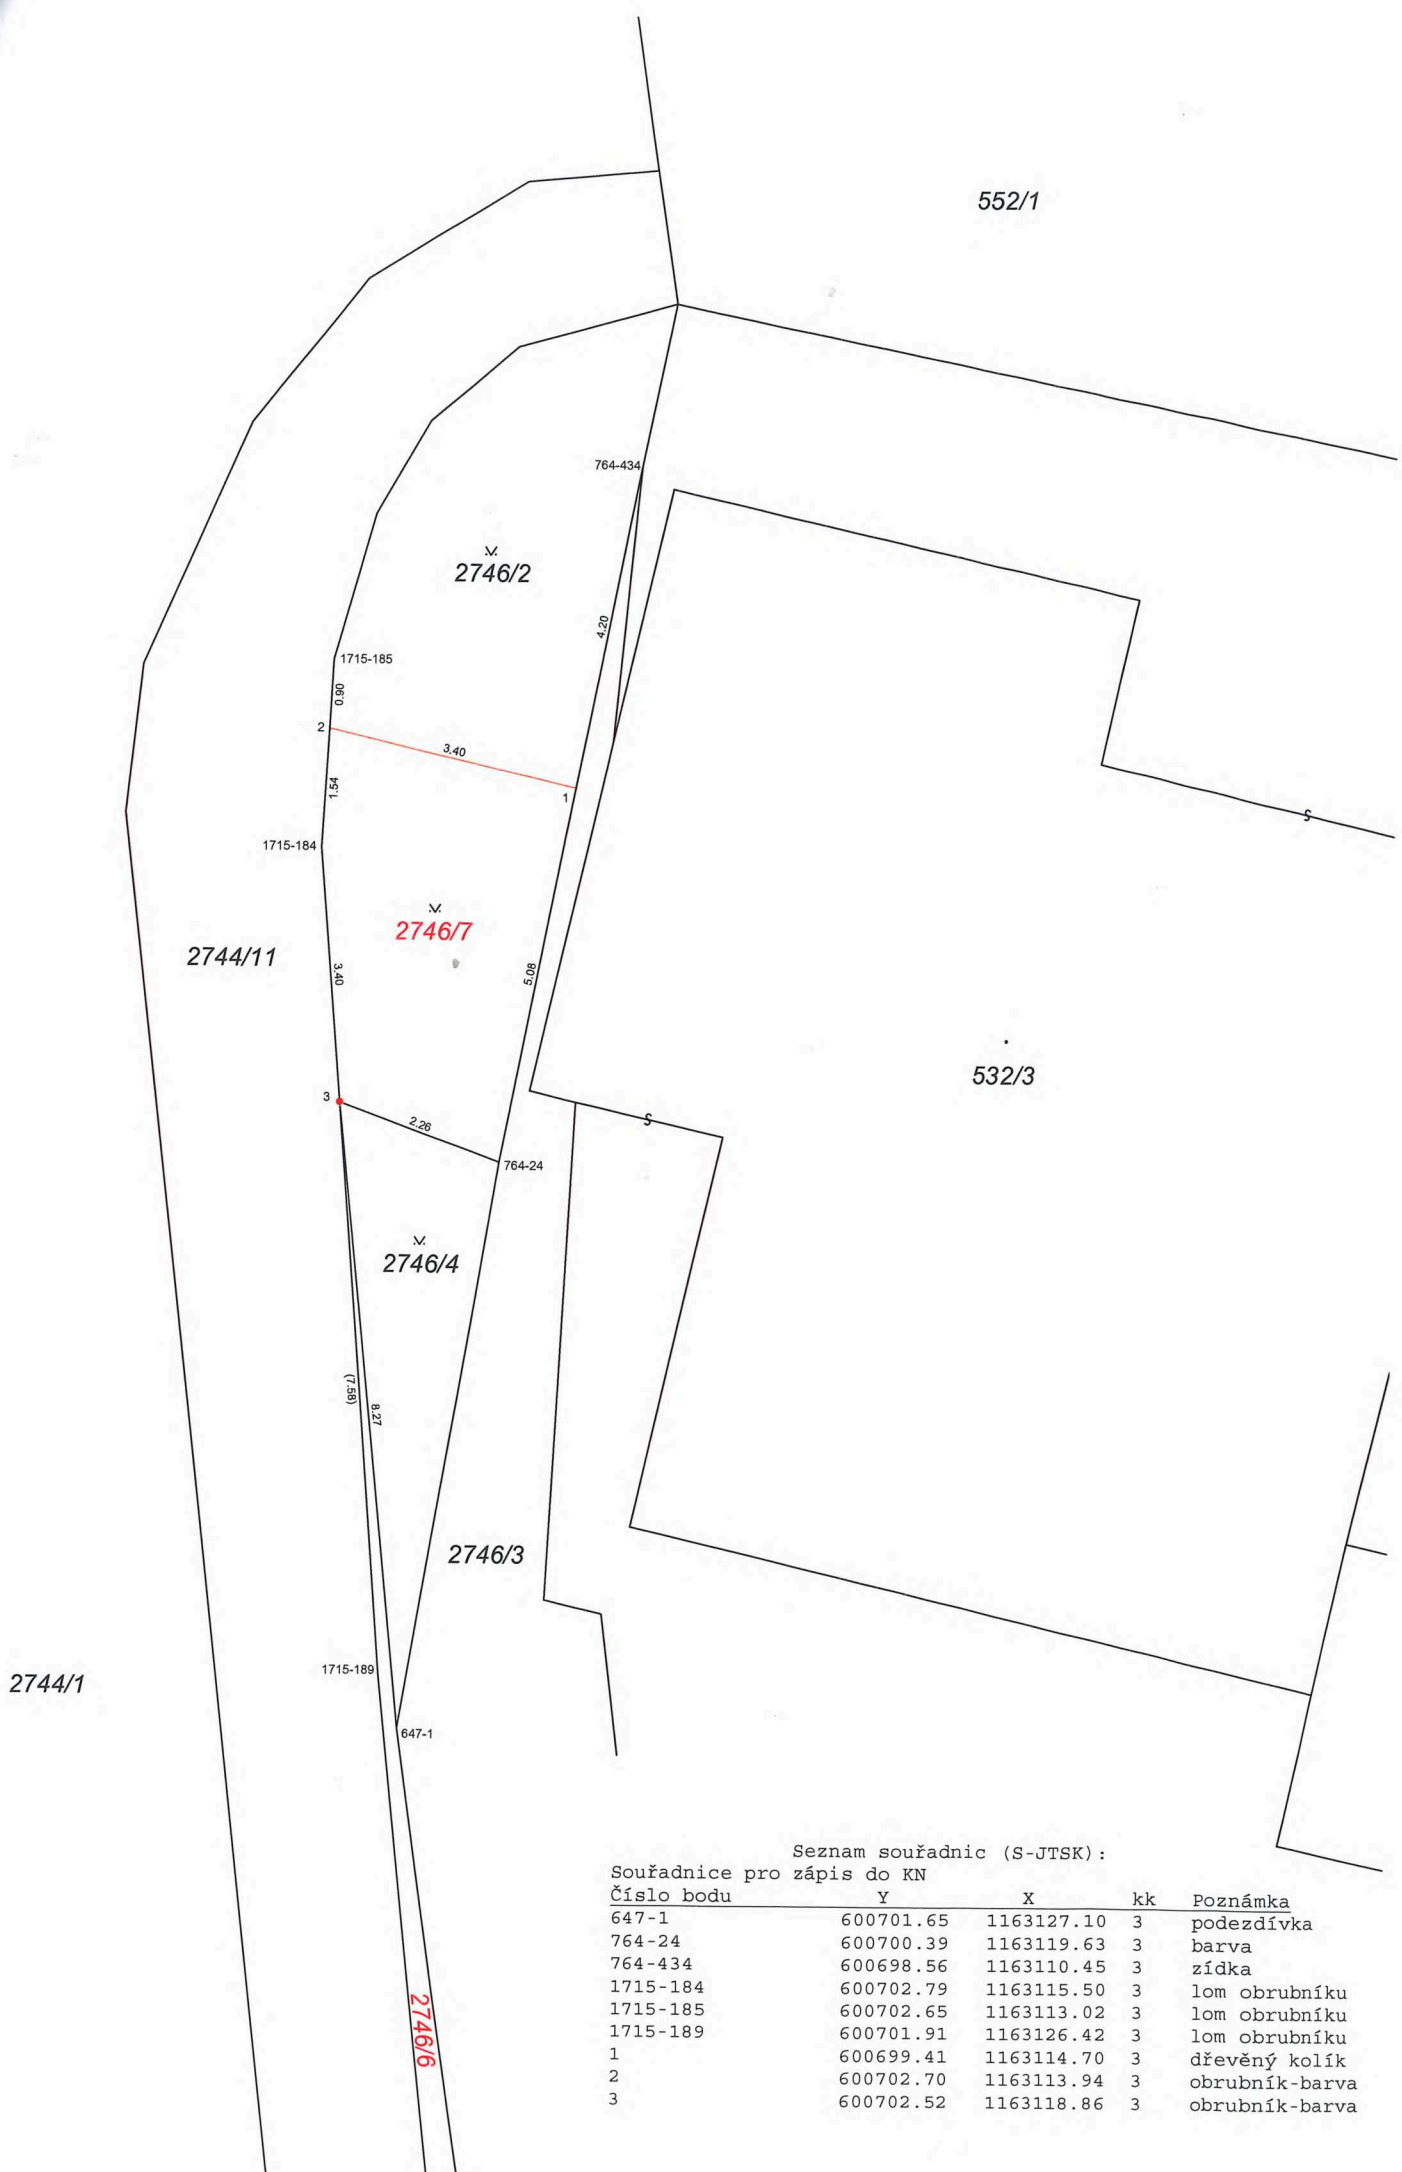 552/1
764-434
2746/2
4.20
1715-185
0.90
2
3.40
1
1.54
1715-184
2746/7
2744/11
3.40
5.08
532/3
3
2.26
764-24
2746/4
(7.58)
8.27
2746/3
1715-189
2744/1
647-1
2746/6
Seznam souřadnic (S-JTSK):
Souřadnice pro zápis do KN
Číslo bodu Y X kk Poznámka
647-1 600701.65 1163127.10 3 podezdívka
764-24 600700.39 1163119.63 3 barva
764-434 600698.56 1163110.45 3 zídka
1715-184 600702.79 1163115.50 3 lom obrubníku
1715-185 600702.65 1163113.02 3 lom obrubníku
1715-189 600701.91 1163126.42 3 lom obrubníku
1 600699.41 1163114.70 3 dřevěný kolík
2 600702.70 1163113.94 3 obrubník-barva
3 600702.52 1163118.86 3 obrubník-barva